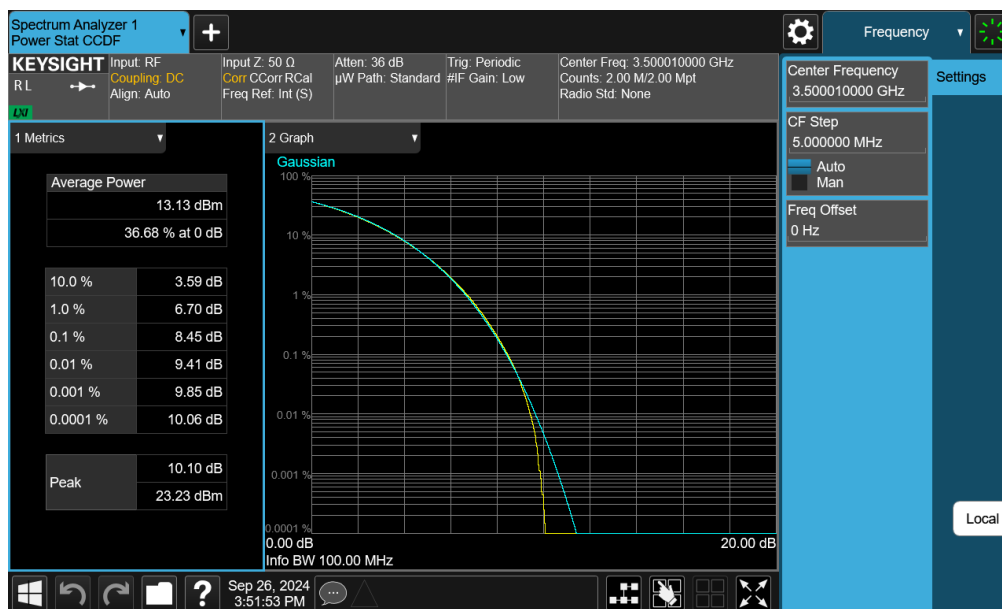 Spectrum Analyzer 1
Power Stat CCDF
+
Frequency
KEYSIGHT
RL
LXI
Input: RF
Coupling: DC
Align: Auto
Input Z: 50 Ω
Corr CCorr RCal
Freq Ref: Int (S)
Atten: 36 dB
µW Path: Standard
Trig: Periodic
#IF Gain: Low
Center Freq: 3.500010000 GHz
Counts: 2.00 M/2.00 Mpt
Radio Std: None
Center Frequency
3.500010000 GHz
Settings
CF Step
5.000000 MHz
Auto
Man
Freq Offset
0 Hz
Local
1 Metrics
Average Power
13.13 dBm
36.68 % at 0 dB
10.0 % 3.59 dB
1.0 % 6.70 dB
0.1 % 8.45 dB
0.01 % 9.41 dB
0.001 % 9.85 dB
0.0001 % 10.06 dB
Peak
10.10 dB
23.23 dBm
2 Graph
Gaussian
100 %
10 %
1 %
0.1 %
0.01 %
0.001 %
0.0001 %
0.00 dB 20.00 dB
Info BW 100.00 MHz
?
Sep 26, 2024
3:51:53 PM